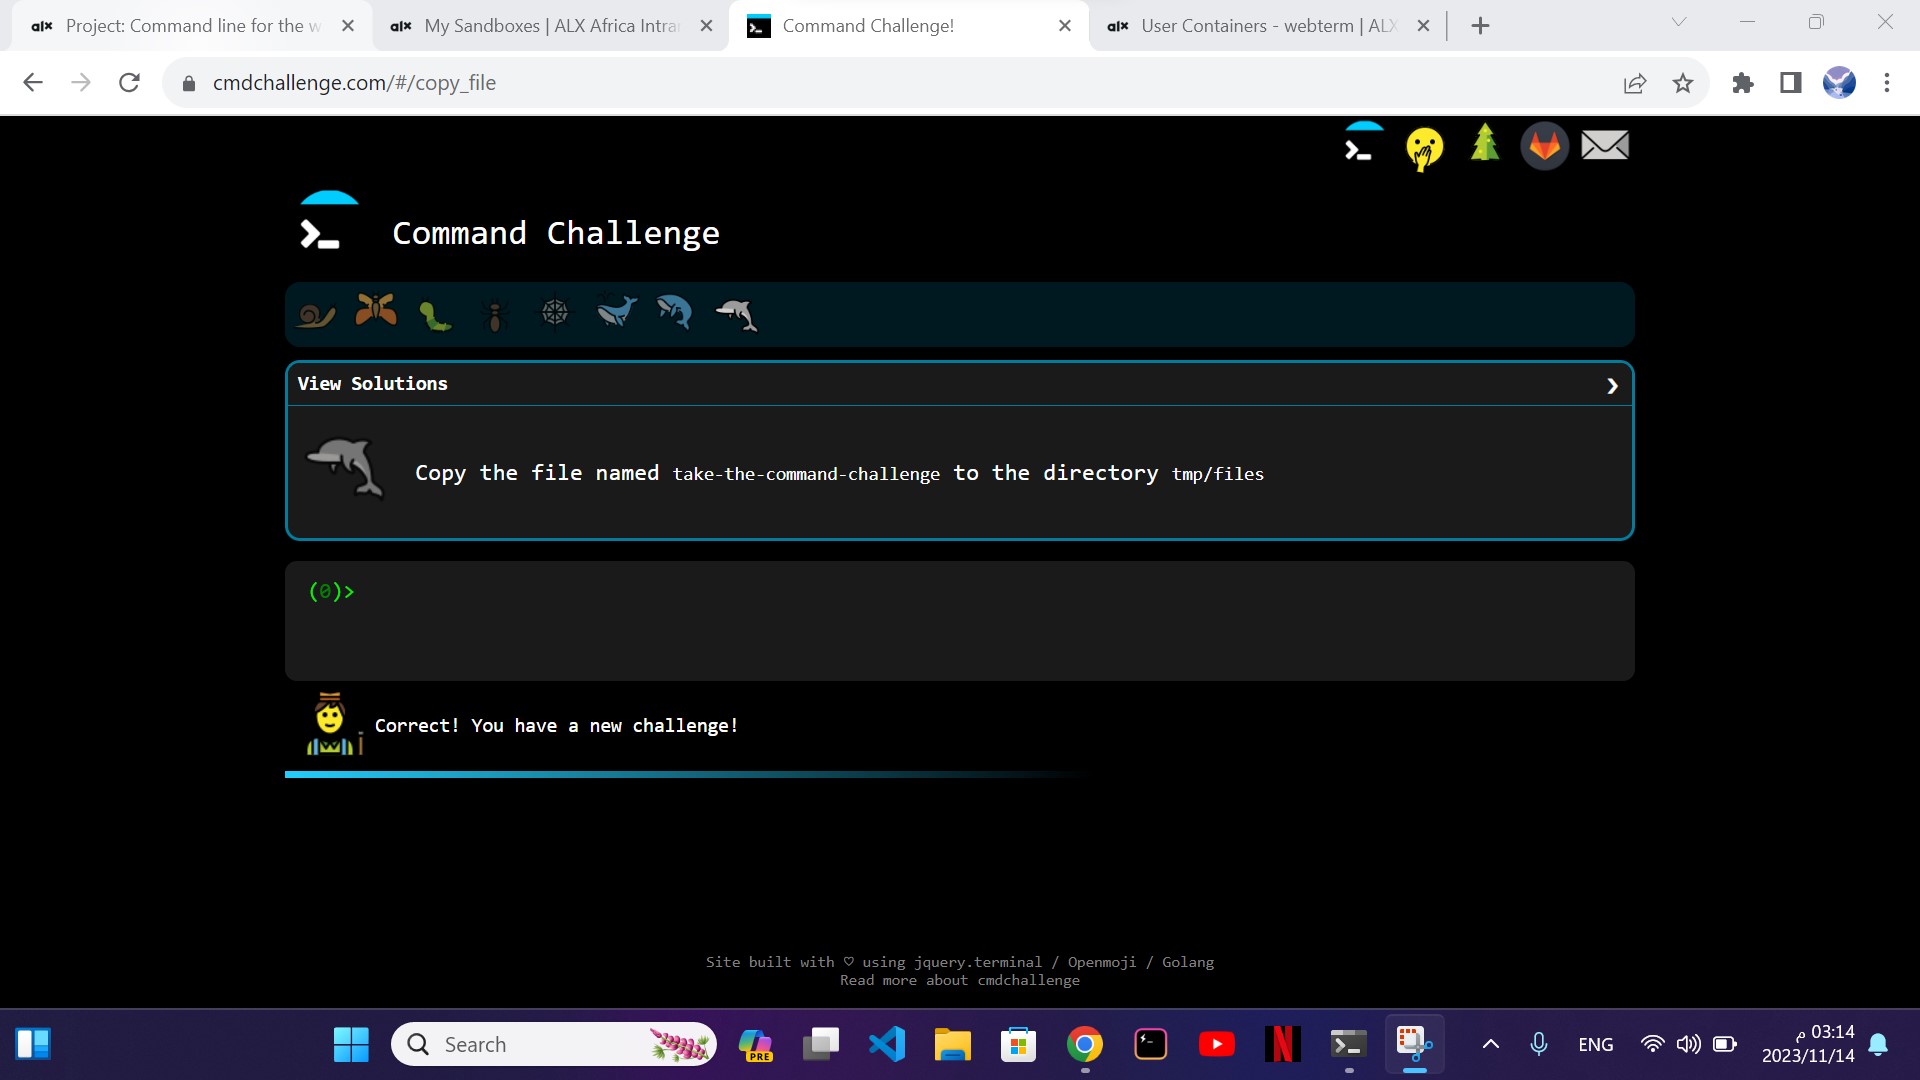 alx Project: Command line for the w
alx My Sandboxes | ALX Africa Intra
Command Challenge!
alx User Containers - webterm | ALX
cmdchallenge.com/#/copy_file
Command Challenge
View Solutions
Copy the file named take-the-command-challenge to the directory tmp/files
(0)>
Correct! You have a new challenge!
Site built with ♡ using jquery.terminal / Openmoji / Golang
Read more about cmdchallenge
Search
PRE
ENG
03:14 م
2023/11/14